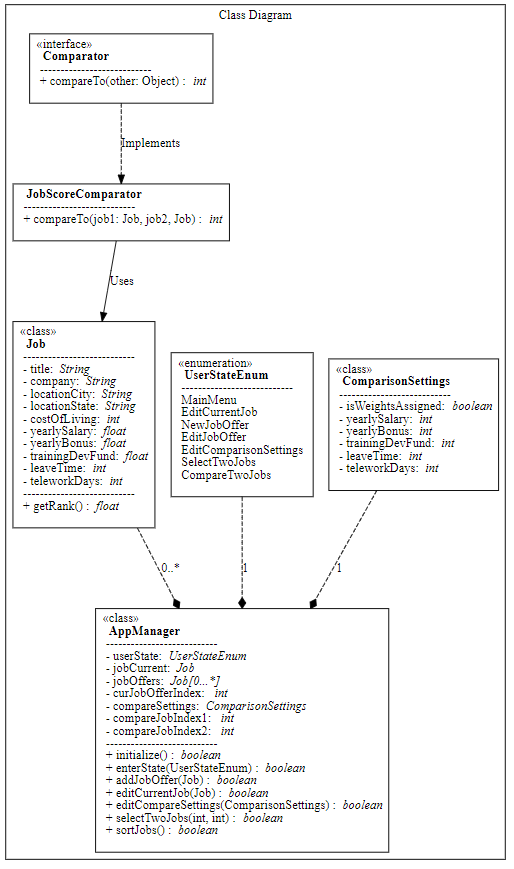 Class Diagram
«interface»
Comparator
----------------------------
+ compareTo(other: Object) : int
Implements
JobScoreComparator
----------------------------
+ compareTo(job1: Job, job2, Job) : int
Uses
«class»
Job
----------------------------
- title: String
- company: String
- locationCity: String
- locationState: String
- costOfLiving: int
- yearlySalary: float
- yearlyBonus: float
- trainingDevFund: float
- leaveTime: int
- teleworkDays: int
----------------------------
+ getRank() : float
«enumeration»
UserStateEnum
----------------------------
MainMenu
EditCurrentJob
NewJobOffer
EditJobOffer
EditComparisonSettings
SelectTwoJobs
CompareTwoJobs
«class»
ComparisonSettings
----------------------------
- isWeightsAssigned: boolean
- yearlySalary: int
- yearlyBonus: int
- trainingDevFund: int
- leaveTime: int
- teleworkDays: int
0..*
1
1
«class»
AppManager
----------------------------
- userState: UserStateEnum
- jobCurrent: Job
- jobOffers: Job[0...*]
- curJobOfferIndex: int
- compareSettings: ComparisonSettings
- compareJobIndex1: int
- compareJobIndex2: int
----------------------------
+ initialize() : boolean
+ enterState(UserStateEnum) : boolean
+ addJobOffer(Job) : boolean
+ editCurrentJob(Job) : boolean
+ editCompareSettings(ComparisonSettings) : boolean
+ selectTwoJobs(int, int) : boolean
+ sortJobs() : boolean